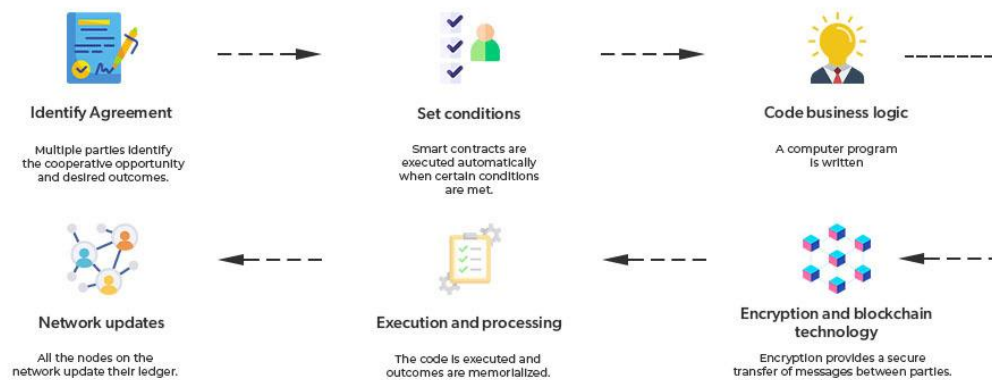 Identify Agreement
Multiple parties identify
the cooperative opportunity
and desired outcomes.
Set conditions
Smart contracts are
executed automatically
when certain conditions
are met.
Code business logic
A computer program
is written
Network updates
All the nodes on the
network update their ledger.
Execution and processing
The code is executed and
outcomes are memorialized.
Encryption and blockchain
technology
Encryption provides a secure
transfer of messages between parties.